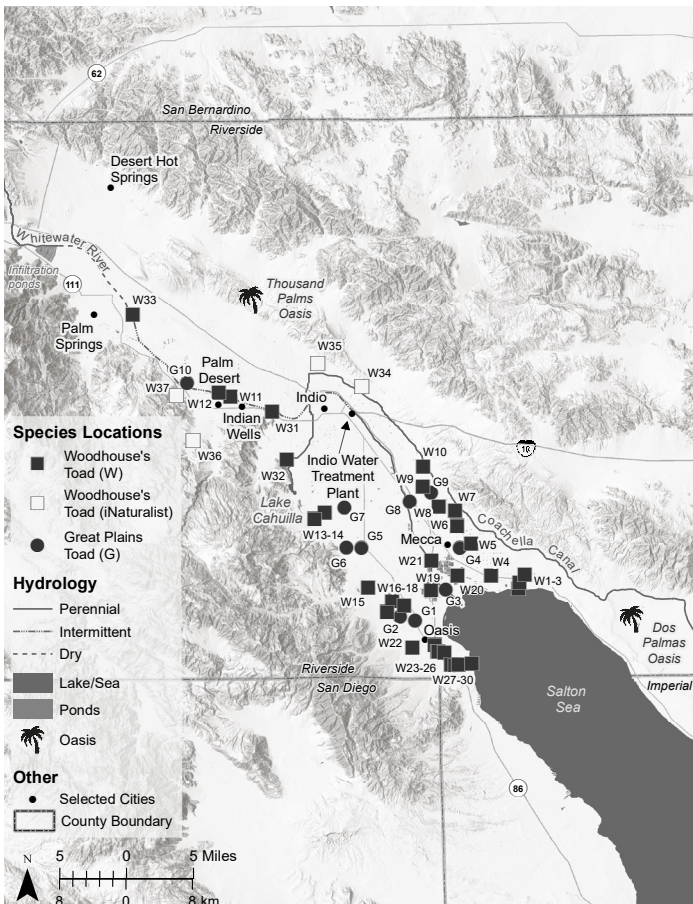 62
San Bernardino
Riverside
Desert Hot
Springs
Whitewater River
Infiltration
ponds
111
Thousand
Palms
Oasis
W33
Palm
Springs
W35
G10
Palm
Desert
W34
W37
W12
W11
Indio
Indian
Wells
W31
W36
10
Species Locations
Woodhouse's
Toad (W)
Woodhouse's
Toad (iNaturalist)
Great Plains
Toad (G)
Indio Water
Treatment
Plant
W10
W32
W9
G9
Lake
Cahuilla
G7
G8
W8
W7
W6
W13-14
Coachella Canal
G5
Mecca
W5
G6
G4
W21
W4
W19
W1-3
W15
W16-18
W20
G3
G1
G2
Oasis
W22
W23-26
W27-30
Dos
Palmas
Oasis
Riverside
San Diego
Imperial
Salton
Sea
86
Hydrology
Perennial
Intermittent
Dry
Lake/Sea
Ponds
Oasis
Other
Selected Cities
County Boundary
N
5 0 5 Miles
8 0 8 km